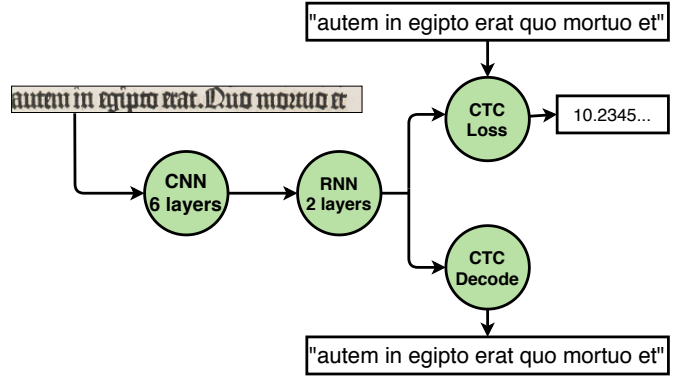 "autem in egipto erat quo mortuo et"
autem in egipto erat. Quo mortuo et
CTC
Loss
10.2345...
CNN
6 layers
RNN
2 layers
CTC
Decode
"autem in egipto erat quo mortuo et"